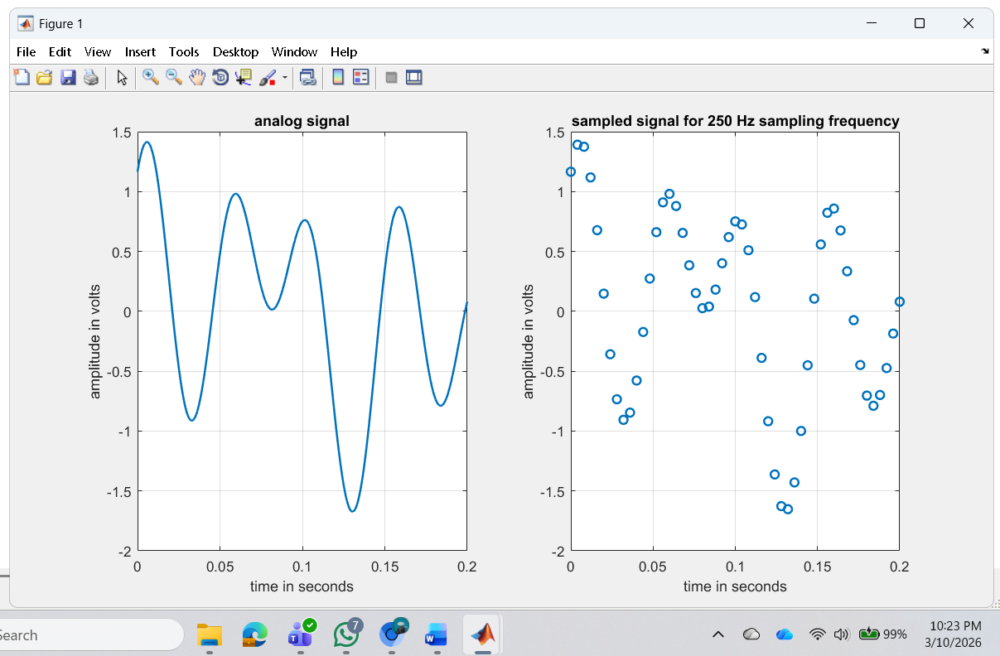 Figure 1
File Edit View Insert Tools Desktop Window Help
analog signal
1.5
1
0.5
0
-0.5
-1
-1.5
-2
amplitude in volts
0 0.05 0.1 0.15 0.2
time in seconds
sampled signal for 250 Hz sampling frequency
1.5
1
0.5
0
-0.5
-1
-1.5
-2
amplitude in volts
0 0.05 0.1 0.15 0.2
time in seconds
Search
T
7
W
99%
10:23 PM
3/10/2026